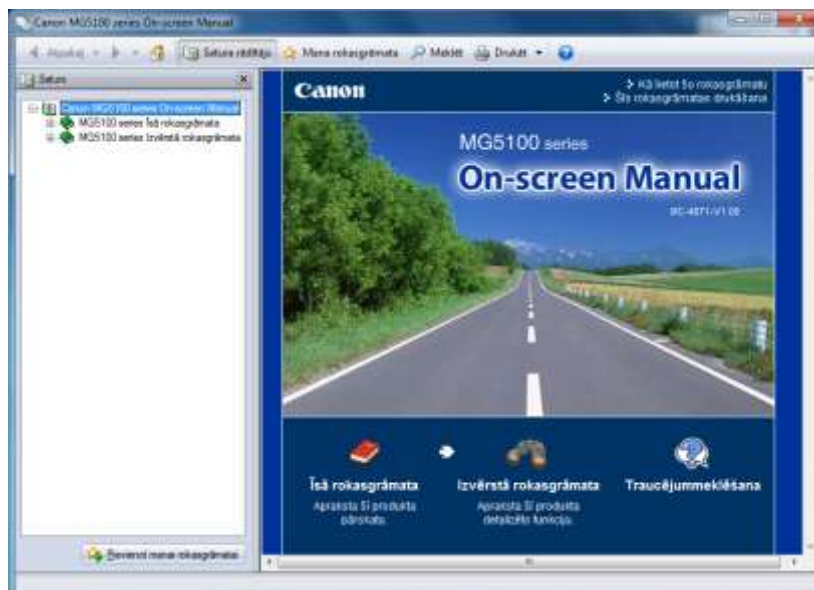 Canon MG5100 series On-screen Manual
Atpakaļ
Satura rādītājs
Mana rokasgrāmata
Meklēt
Drukāt
Saturs
Canon MG5100 series On-screen Manual
MG5100 series Īsā rokasgrāmata
MG5100 series Izvērstā rokasgrāmata
Pievienot manai rokasgrāmatai
Canon
Kā lietot šo rokasgrāmatu
Šīs rokasgrāmatas drukāšana
MG5100 series
On-screen Manual
Īsā rokasgrāmata
Apraksta šī produkta
pārskatu.
Izvērstā rokasgrāmata
Apraksta šī produkta
detalizēto funkciju.
Traucējummeklēšana